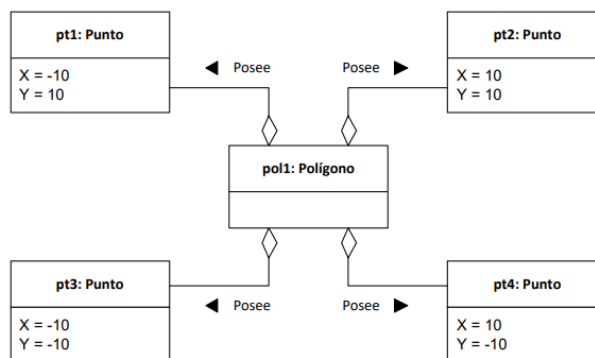 pt1: Punto
X = -10
Y = 10
◄ Posee
Posee ►
pt2: Punto
X = 10
Y = 10
pol1: Polígono
pt3: Punto
X = -10
Y = -10
◄ Posee
Posee ►
pt4: Punto
X = 10
Y = -10